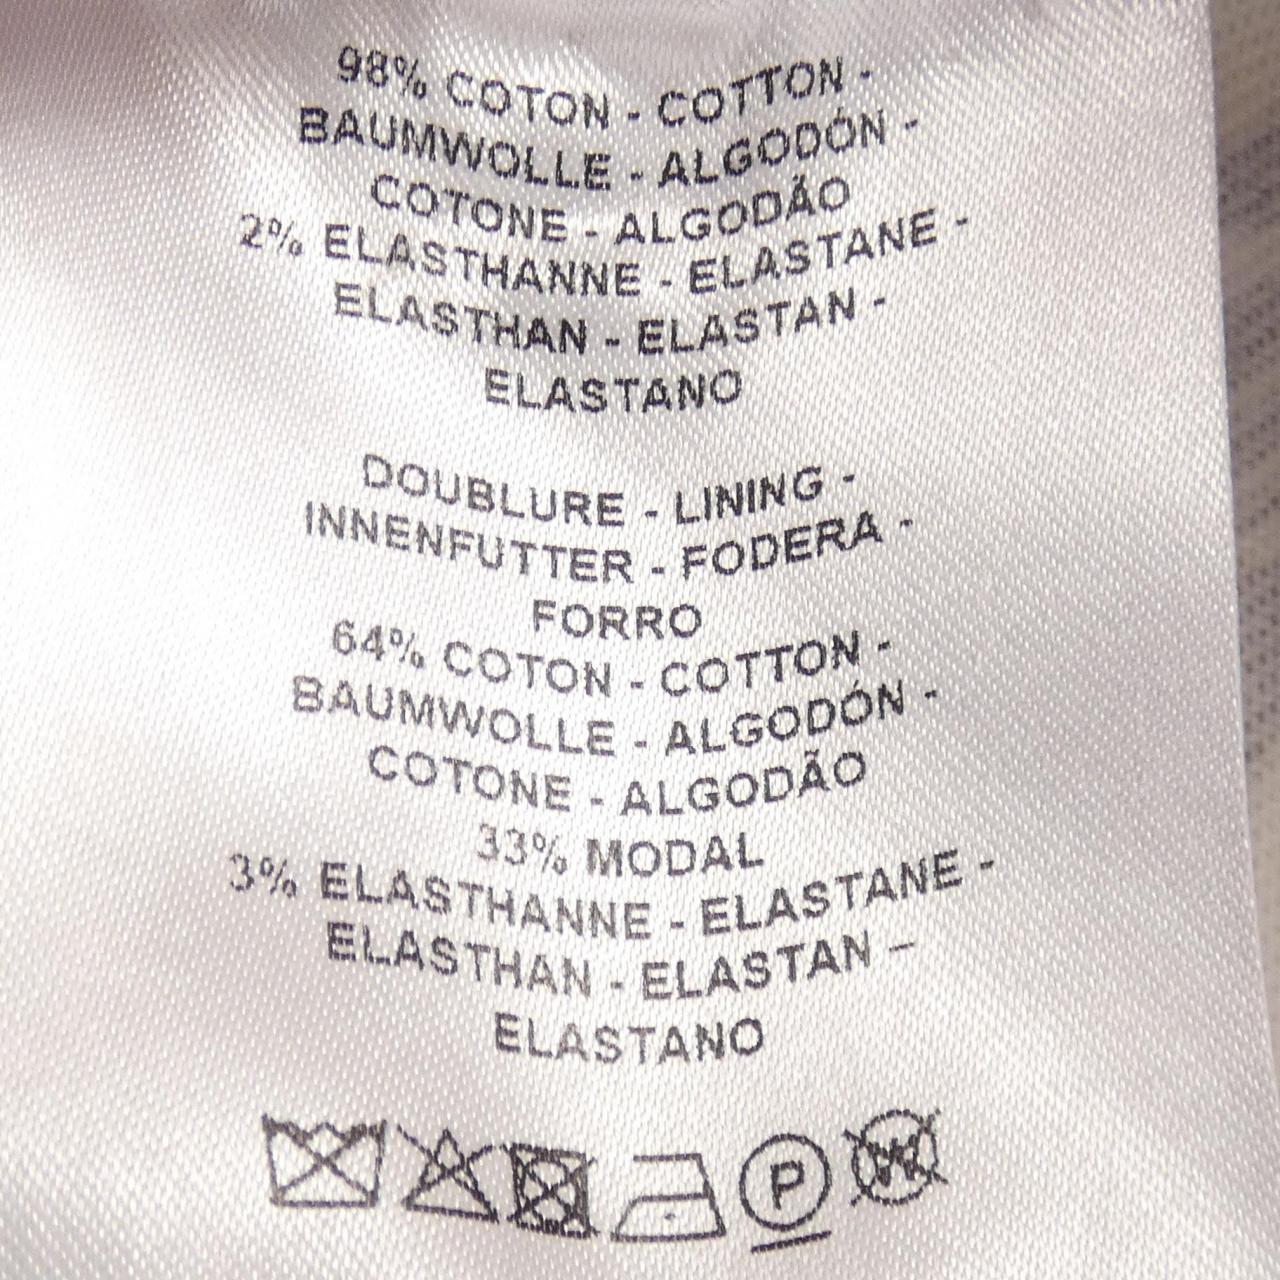 98% COTON - COTTON -
BAUMWOLLE - ALGODÓN -
COTONE - ALGODÃO
2% ELASTHANNE - ELASTANE -
ELASTHAN - ELASTAN -
ELASTANO
DOUBLURE - LINING -
INNENFUTTER - FODERA -
FORRO
64% COTON - COTTON -
BAUMWOLLE - ALGODÓN -
COTONE - ALGODÃO
33% MODAL
3% ELASTHANNE - ELASTANE -
ELASTHAN - ELASTAN –
ELASTANO
P W